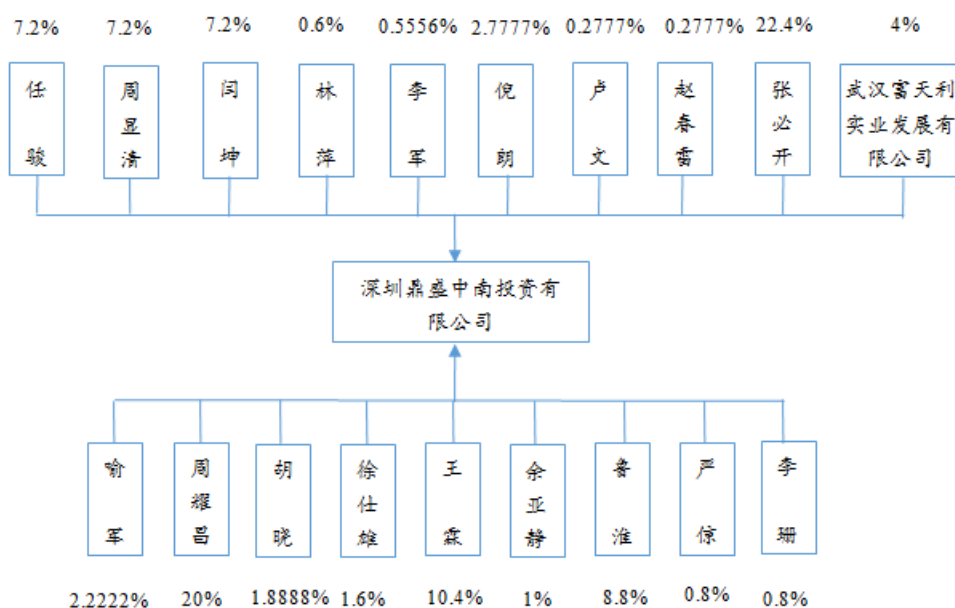 7.2% 7.2% 7.2% 0.6% 0.5556% 2.7777% 0.2777% 0.2777% 22.4% 4%
任骏
周显清
闫坤
林萍
李军
倪朗
卢文
赵春雷
张必开
武汉富天利
实业发展有
限公司
深圳鼎盛中南投资有
限公司
喻军
周耀昌
胡晓
徐仕雄
王霖
余亚静
鲁淮
严惊
李珊
2.2222% 20% 1.8888% 1.6% 10.4% 1% 8.8% 0.8% 0.8%